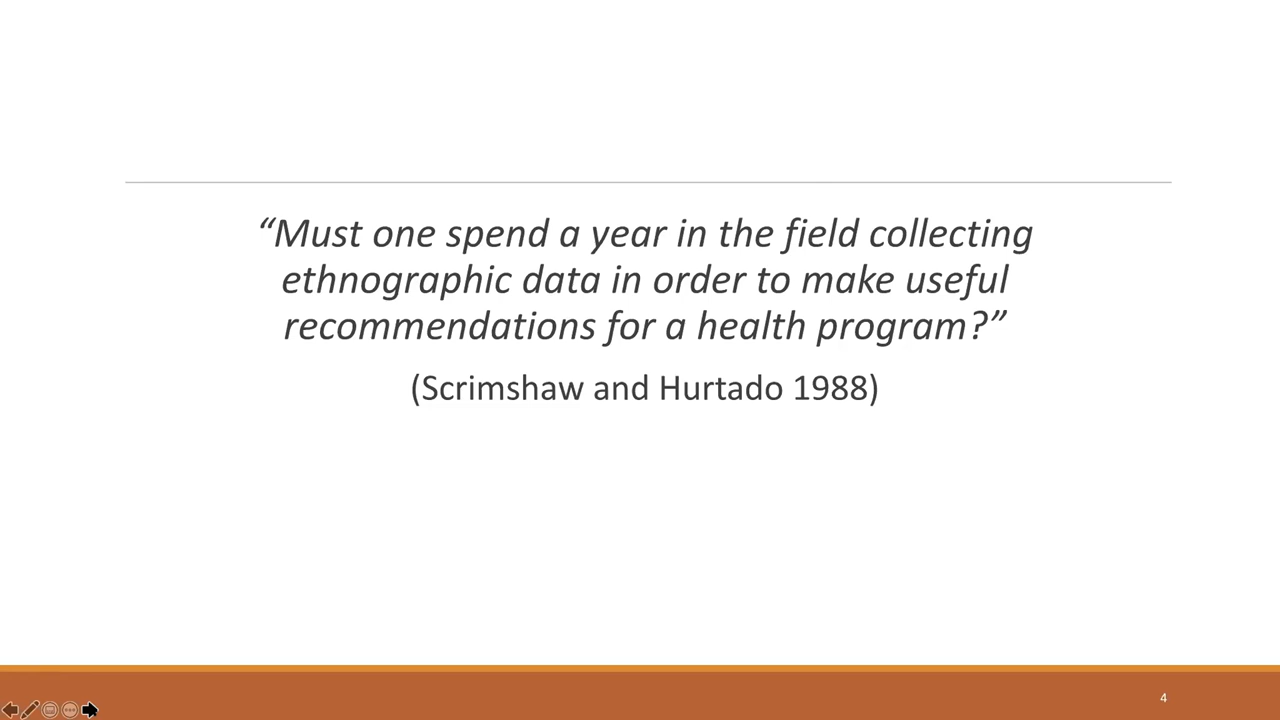 “Must one spend a year in the field collecting
ethnographic data in order to make useful
recommendations for a health program?”
(Scrimshaw and Hurtado 1988)
4